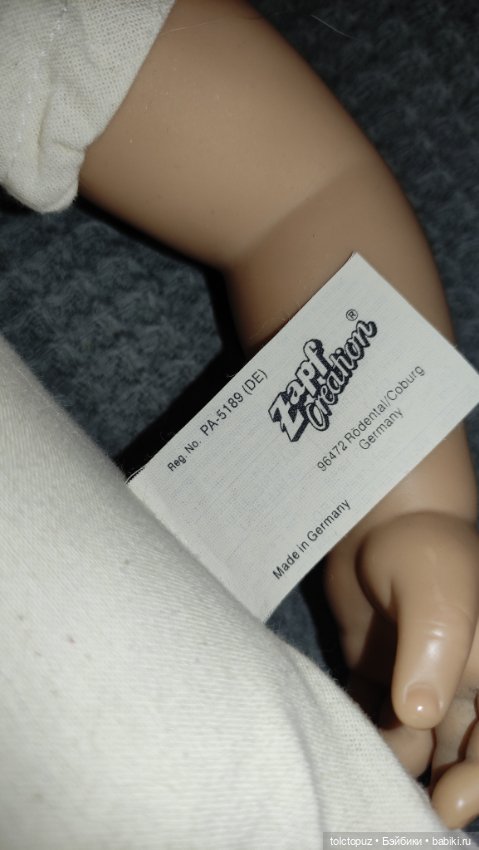 Reg. No. PA-5189 (DE)
Zapf
Creation ®
96472 Rödental/Coburg
Germany
Made in Germany
tolctopuz • Бэйбики • babiki.ru